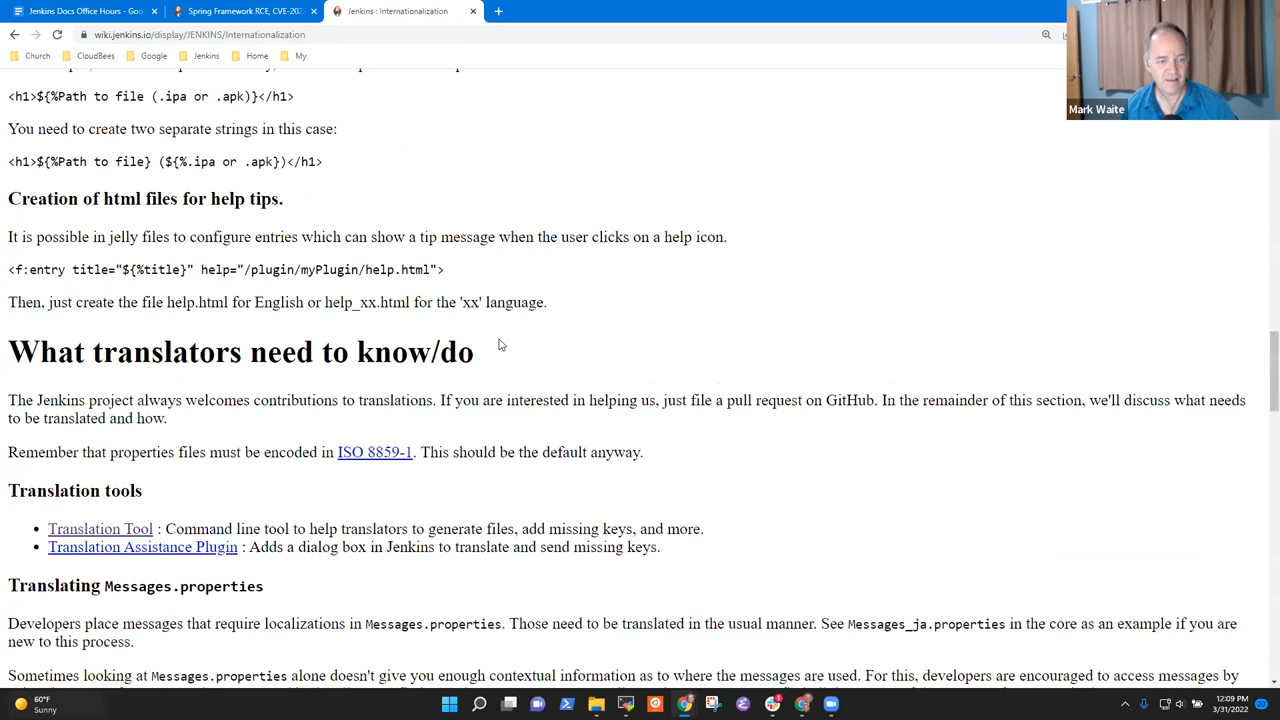 Jenkins Docs Office Hours - Goo
Spring Framework RCE, CVE-202
Jenkins : Internationalization
wiki.jenkins.io/display/JENKINS/Internationalization
Church CloudBees Google Jenkins Home My
<h1>${%Path to file (.ipa or .apk)}</h1>
You need to create two separate strings in this case:
<h1>${%Path to file} (${%.ipa or .apk})</h1>
Creation of html files for help tips.
It is possible in jelly files to configure entries which can show a tip message when the user clicks on a help icon.
<f:entry title="${%title}" help="/plugin/myPlugin/help.html">
Then, just create the file help.html for English or help_xx.html for the 'xx' language.
What translators need to know/do
The Jenkins project always welcomes contributions to translations. If you are interested in helping us, just file a pull request on GitHub. In the remainder of this section, we'll discuss what needs
to be translated and how.
Remember that properties files must be encoded in ISO 8859-1. This should be the default anyway.
Translation tools
• Translation Tool : Command line tool to help translators to generate files, add missing keys, and more.
• Translation Assistance Plugin : Adds a dialog box in Jenkins to translate and send missing keys.
Translating Messages.properties
Developers place messages that require localizations in Messages.properties. Those need to be translated in the usual manner. See Messages_ja.properties in the core as an example if you are
new to this process.
Sometimes looking at Messages.properties alone doesn't give you enough contextual information as to where the messages are used. For this, developers are encouraged to access messages by
Mark Waite
60°F
Sunny
12:09 PM
3/31/2022
20